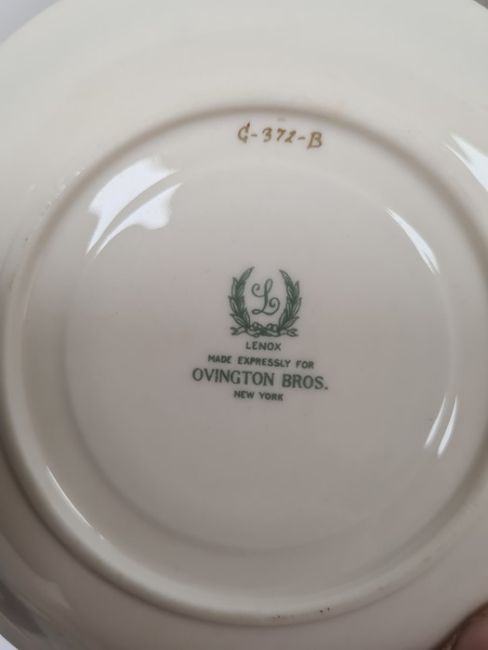 G-372-B
L
LENOX
MADE EXPRESSLY FOR
OVINGTON BROS.
NEW YORK